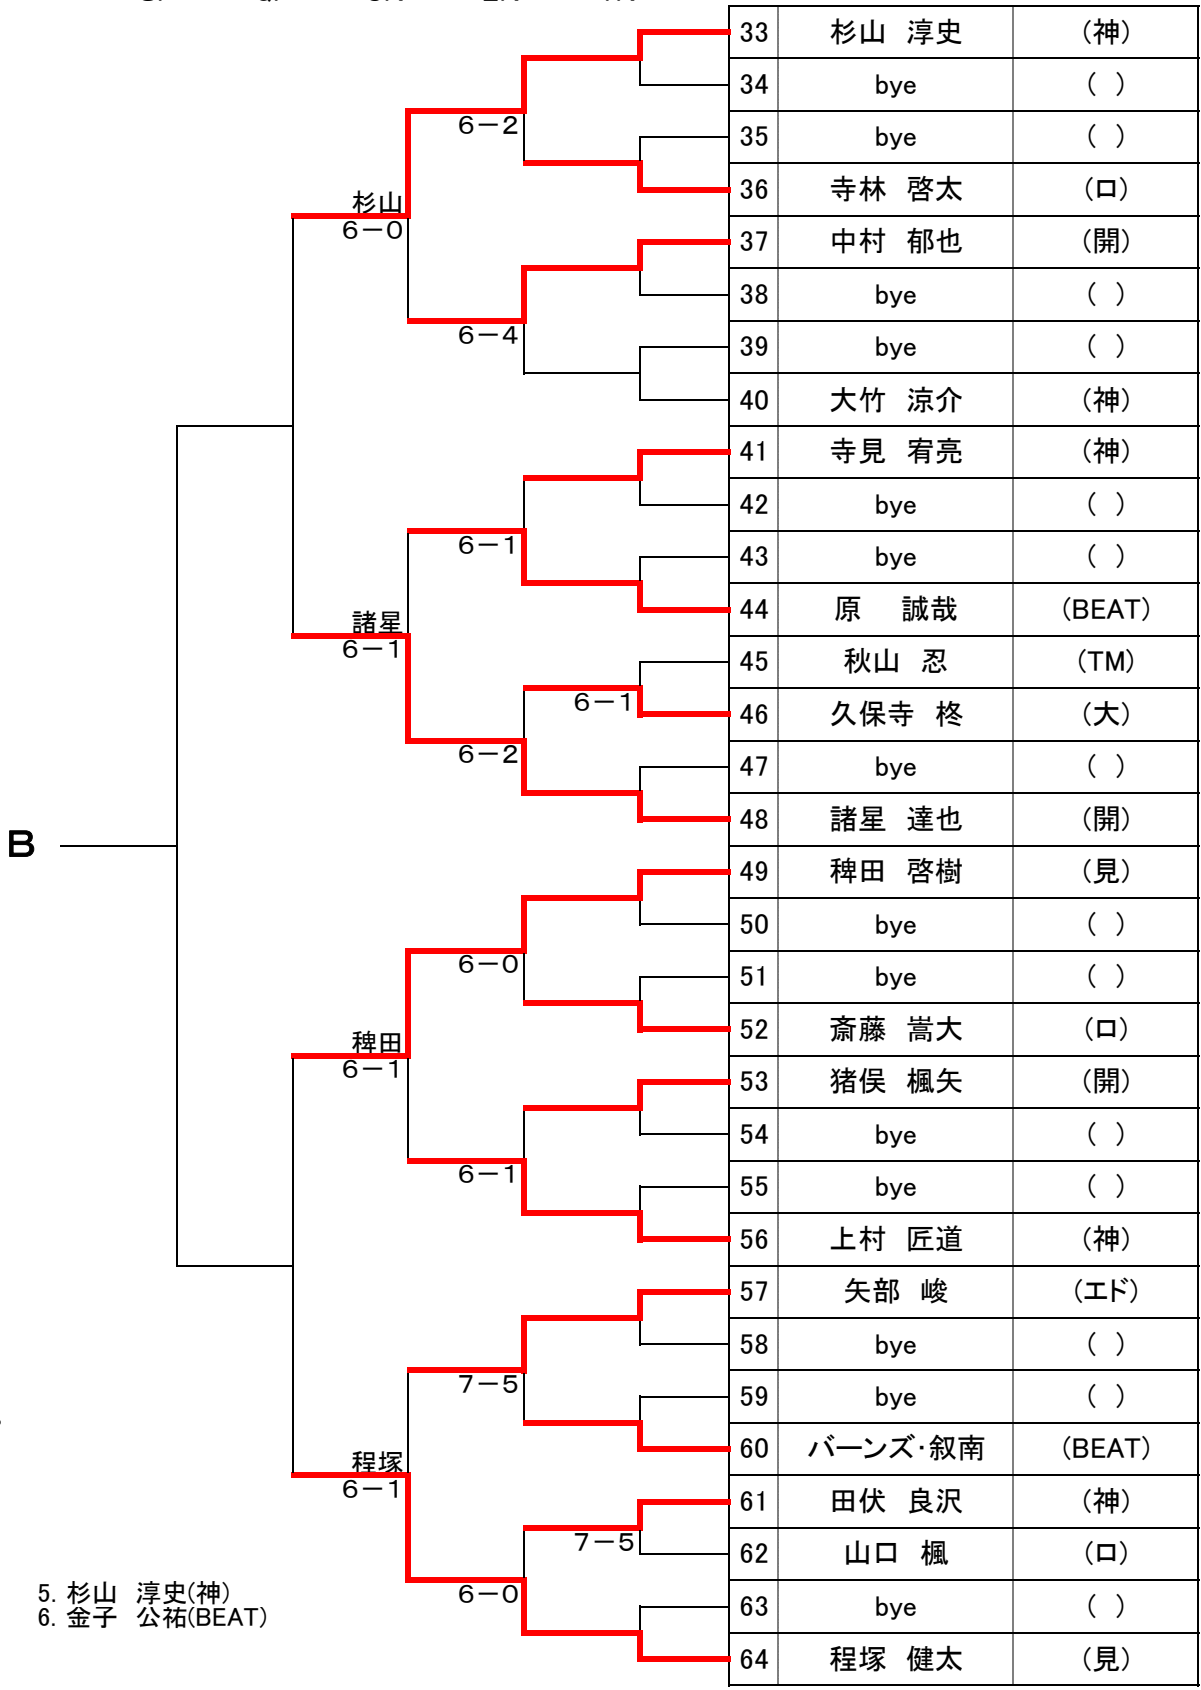 33 杉山 淳史 (神)
34 bye ( )
6-2
35 bye ( )
36 寺林 啓太 (ロ)
杉山
6-0
37 中村 郁也 (開)
38 bye ( )
6-4
39 bye ( )
40 大竹 涼介 (神)
41 寺見 宥亮 (神)
42 bye ( )
6-1
43 bye ( )
44 原 誠哉 (BEAT)
諸星
6-1
45 秋山 忍 (TM)
6-1
46 久保寺 柊 (大)
6-2
47 bye ( )
48 諸星 達也 (開)
B
49 稗田 啓樹 (見)
50 bye ( )
6-0
51 bye ( )
52 斎藤 嵩大 (ロ)
稗田
6-1
53 猪俣 楓矢 (開)
54 bye ( )
6-1
55 bye ( )
56 上村 匠道 (神)
57 矢部 峻 (エド)
58 bye ( )
7-5
59 bye ( )
60 バーンズ・叙南 (BEAT)
程塚
6-1
61 田伏 良沢 (神)
7-5
62 山口 楓 (ロ)
6-0
63 bye ( )
64 程塚 健太 (見)
5. 杉山 淳史(神)
6. 金子 公祐(BEAT)